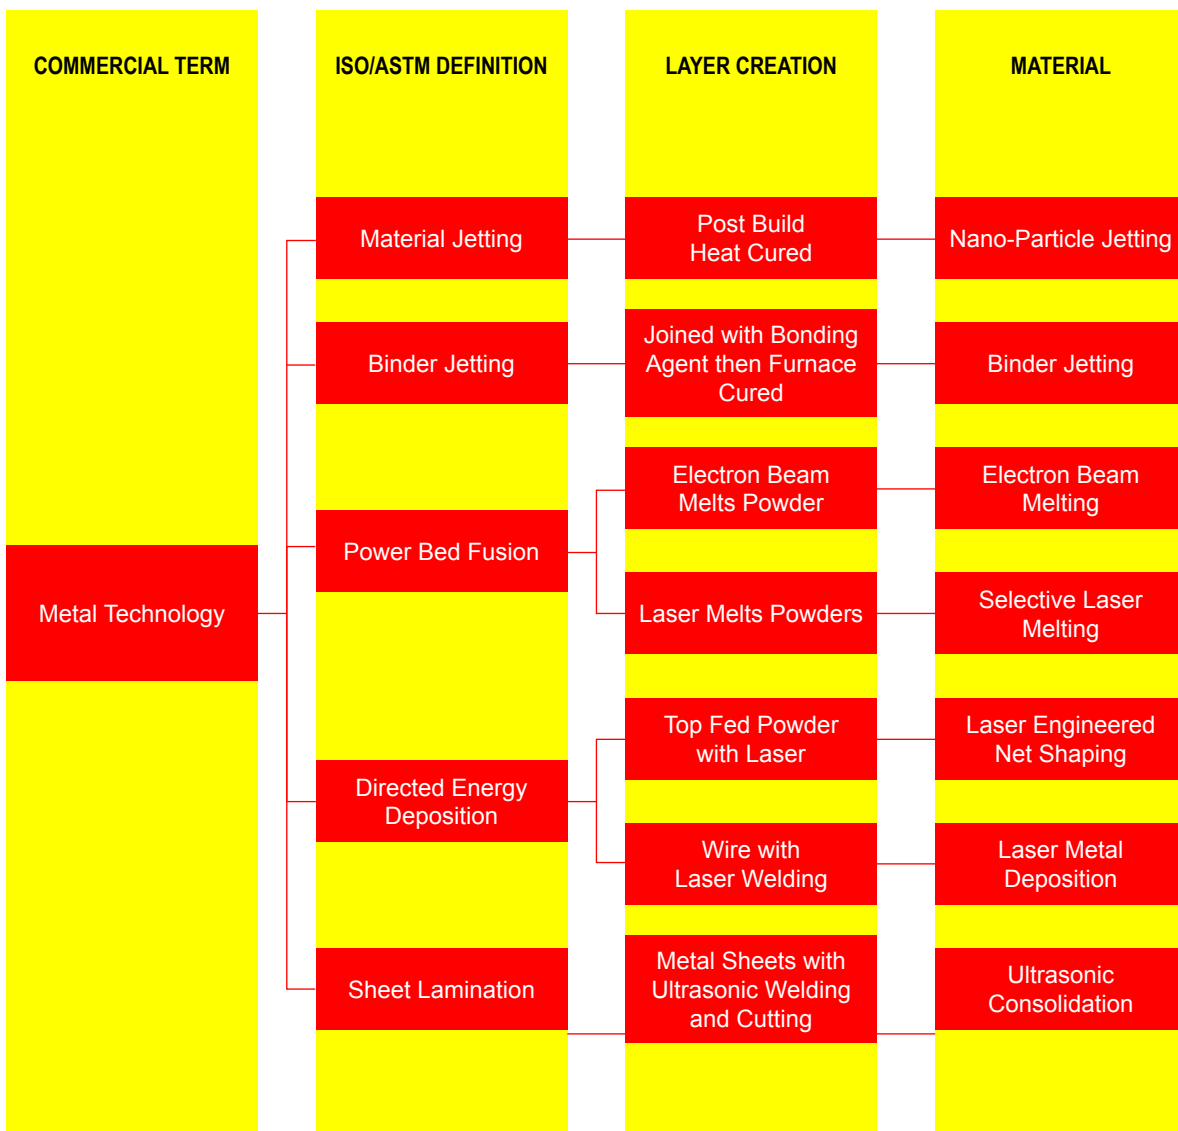 COMMERCIAL TERM
ISO/ASTM DEFINITION
LAYER CREATION
MATERIAL
Metal Technology
Material Jetting
Post Build
Heat Cured
Nano-Particle Jetting
Binder Jetting
Joined with Bonding
Agent then Furnace
Cured
Binder Jetting
Power Bed Fusion
Electron Beam
Melts Powder
Electron Beam
Melting
Laser Melts Powders
Selective Laser
Melting
Directed Energy
Deposition
Top Fed Powder
with Laser
Laser Engineered
Net Shaping
Wire with
Laser Welding
Laser Metal
Deposition
Sheet Lamination
Metal Sheets with
Ultrasonic Welding
and Cutting
Ultrasonic
Consolidation